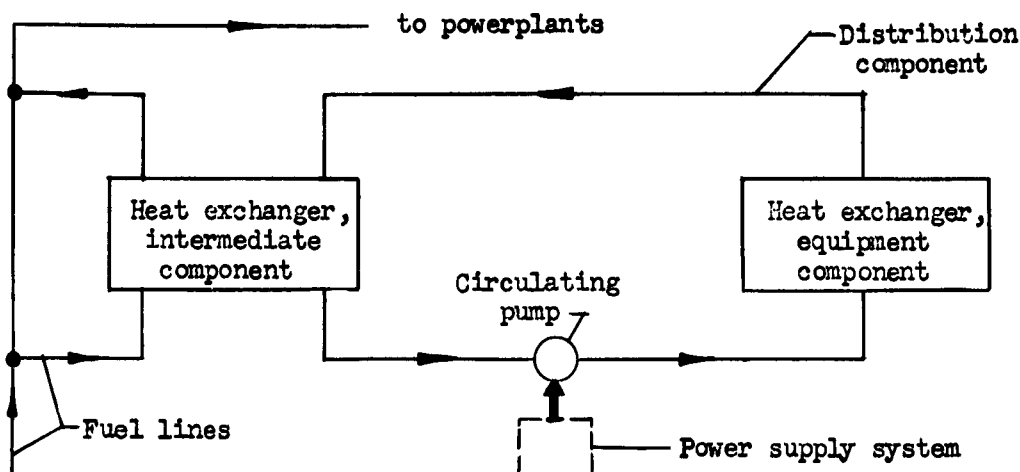 to powerplants
Distribution
component
Heat exchanger,
intermediate
component
Heat exchanger,
equipment
component
Circulating
pump
Fuel lines
Power supply system